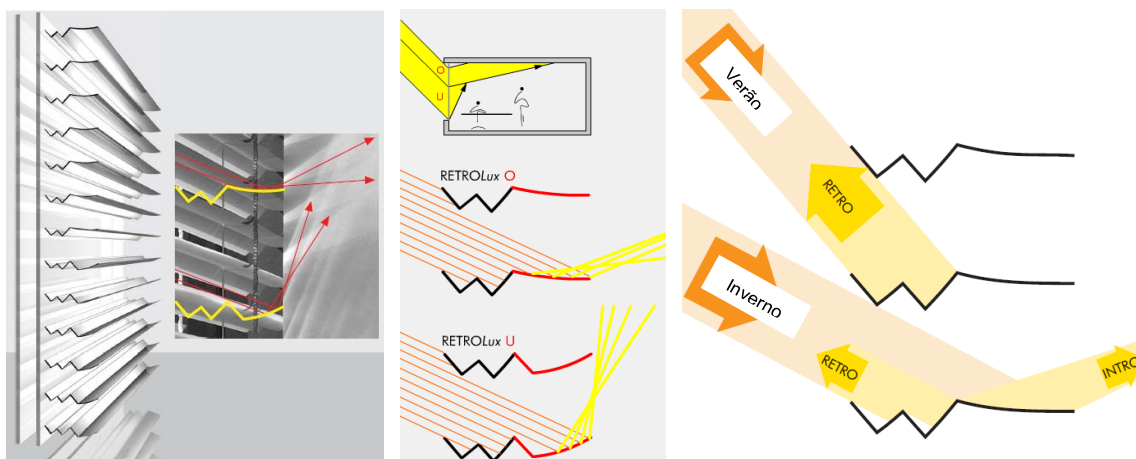 O
U
RETROLux O
RETROLux U
Verão
RETRO
Inverno
RETRO
INTRO